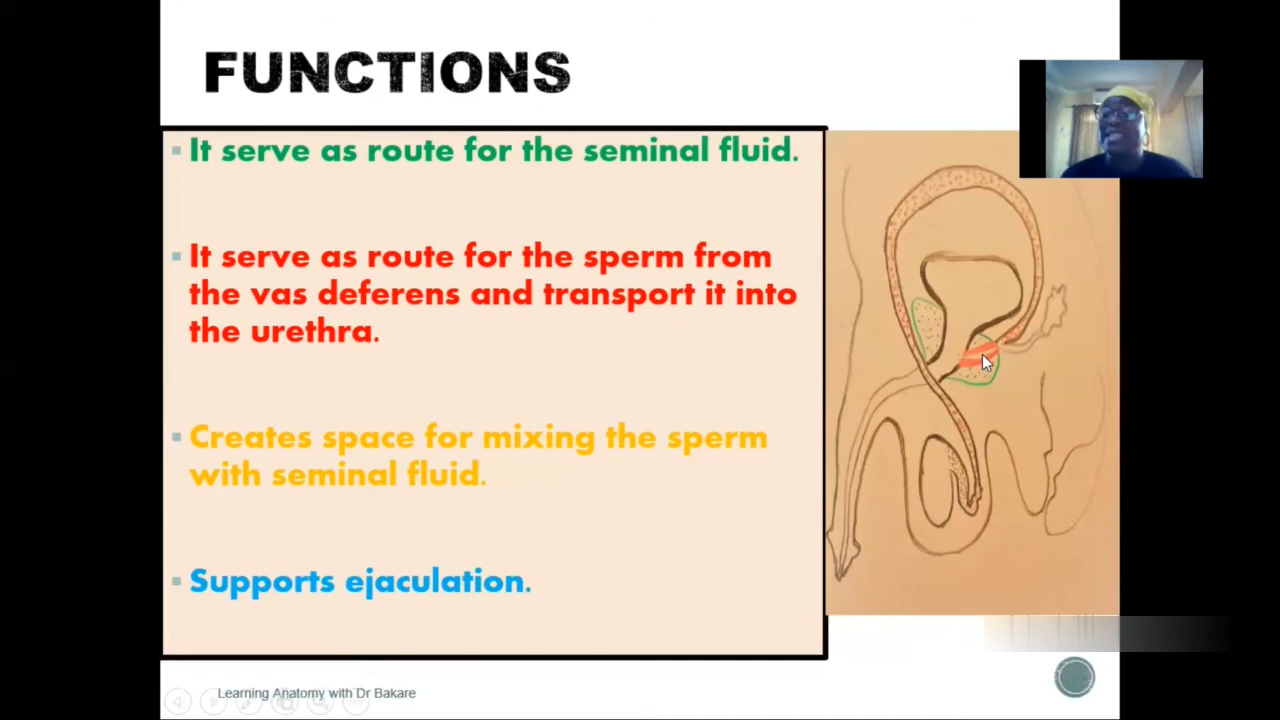 FUNCTIONS
It serve as route for the seminal fluid.
It serve as route for the sperm from
the vas deferens and transport it into
the urethra.
Creates space for mixing the sperm
with seminal fluid.
Supports ejaculation.
Learning Anatomy with Dr Bakare